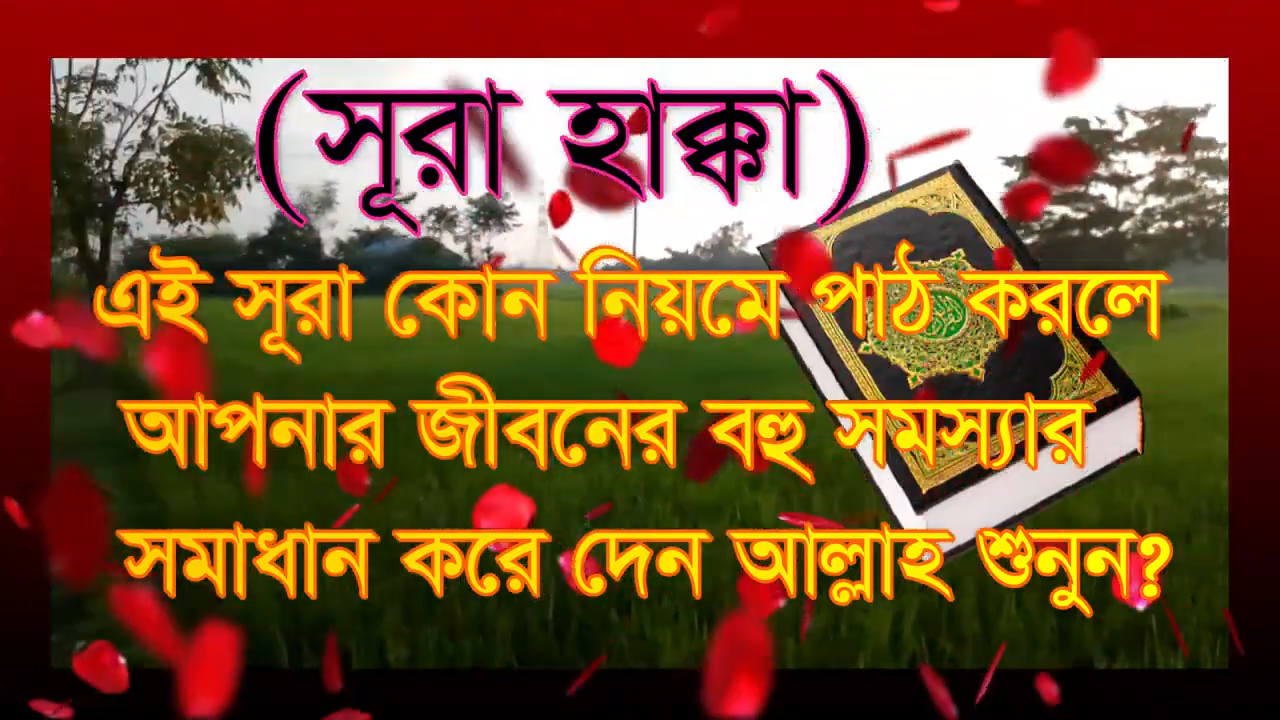 (সূরা হাক্কা)
এই সূরা কোন নিয়মে পাঠ করলে
আপনার জীবনের বহু সমস্যার
সমাধান করে দেন আল্লাহ শুনুন?